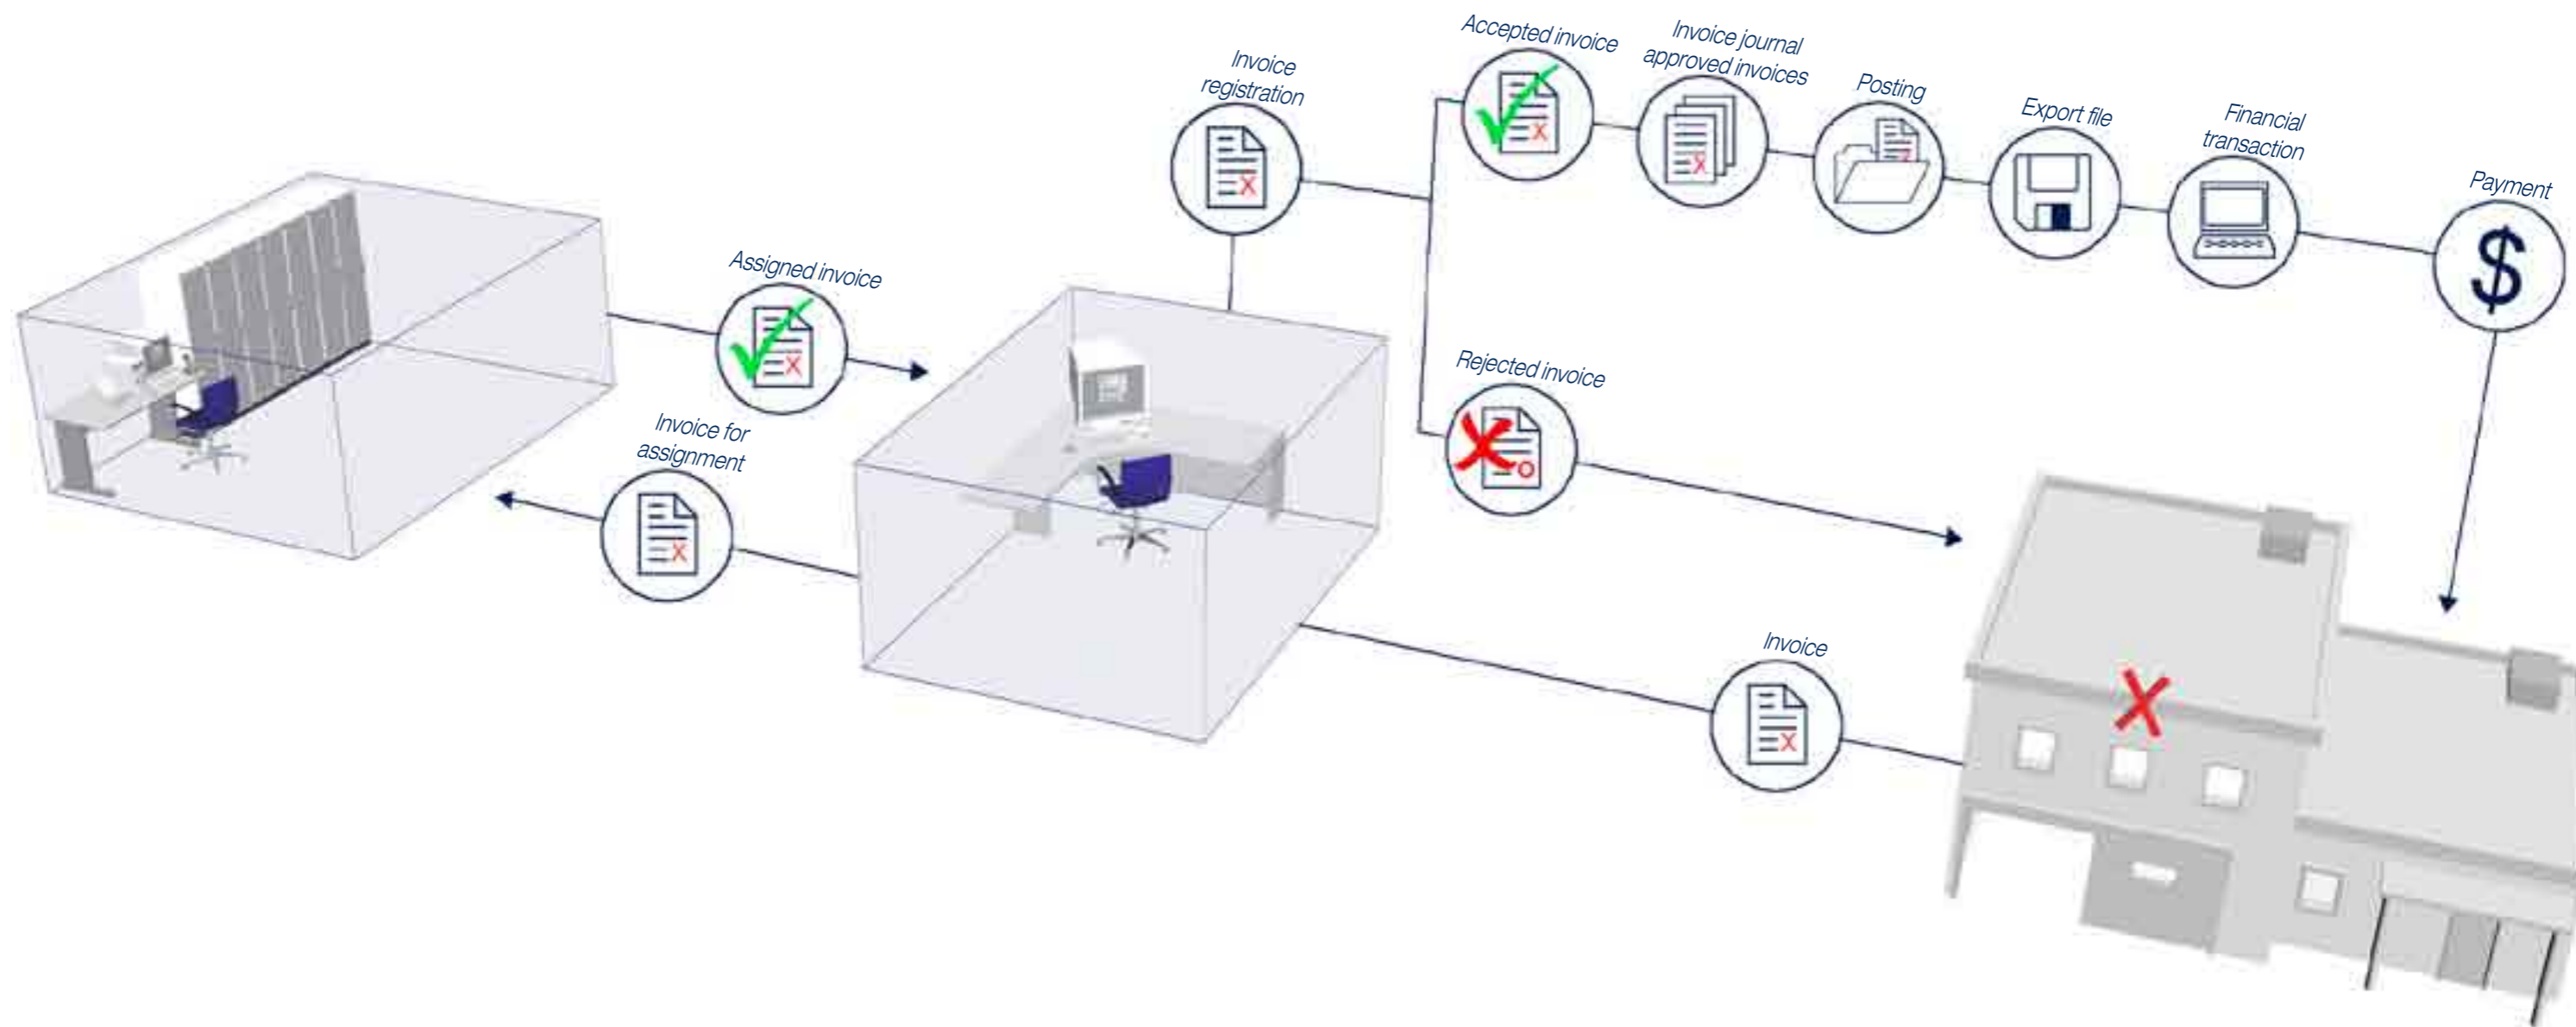 Accepted invoice
Invoice journal
approved invoices
Invoice
registration
Posting
Export file
Financial
transaction
Payment
Assigned invoice
Rejected invoice
Invoice for
assignment
Invoice
$
X